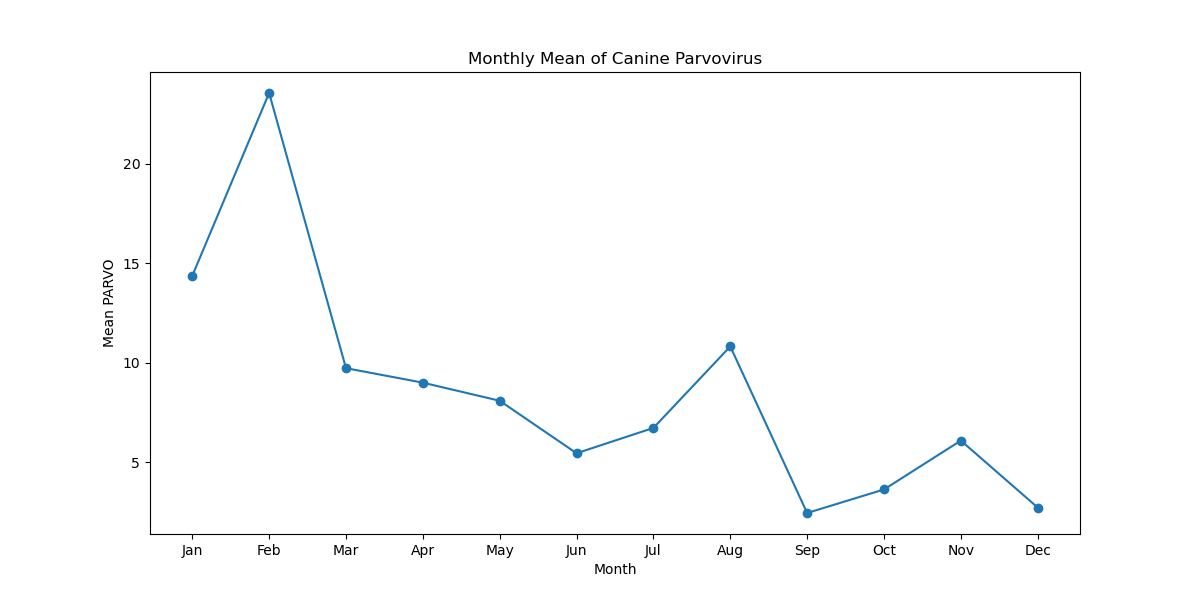 Monthly Mean of Canine Parvovirus
Mean PARVO
20
15
10
5
Jan Feb Mar Apr May Jun Jul Aug Sep Oct Nov Dec
Month